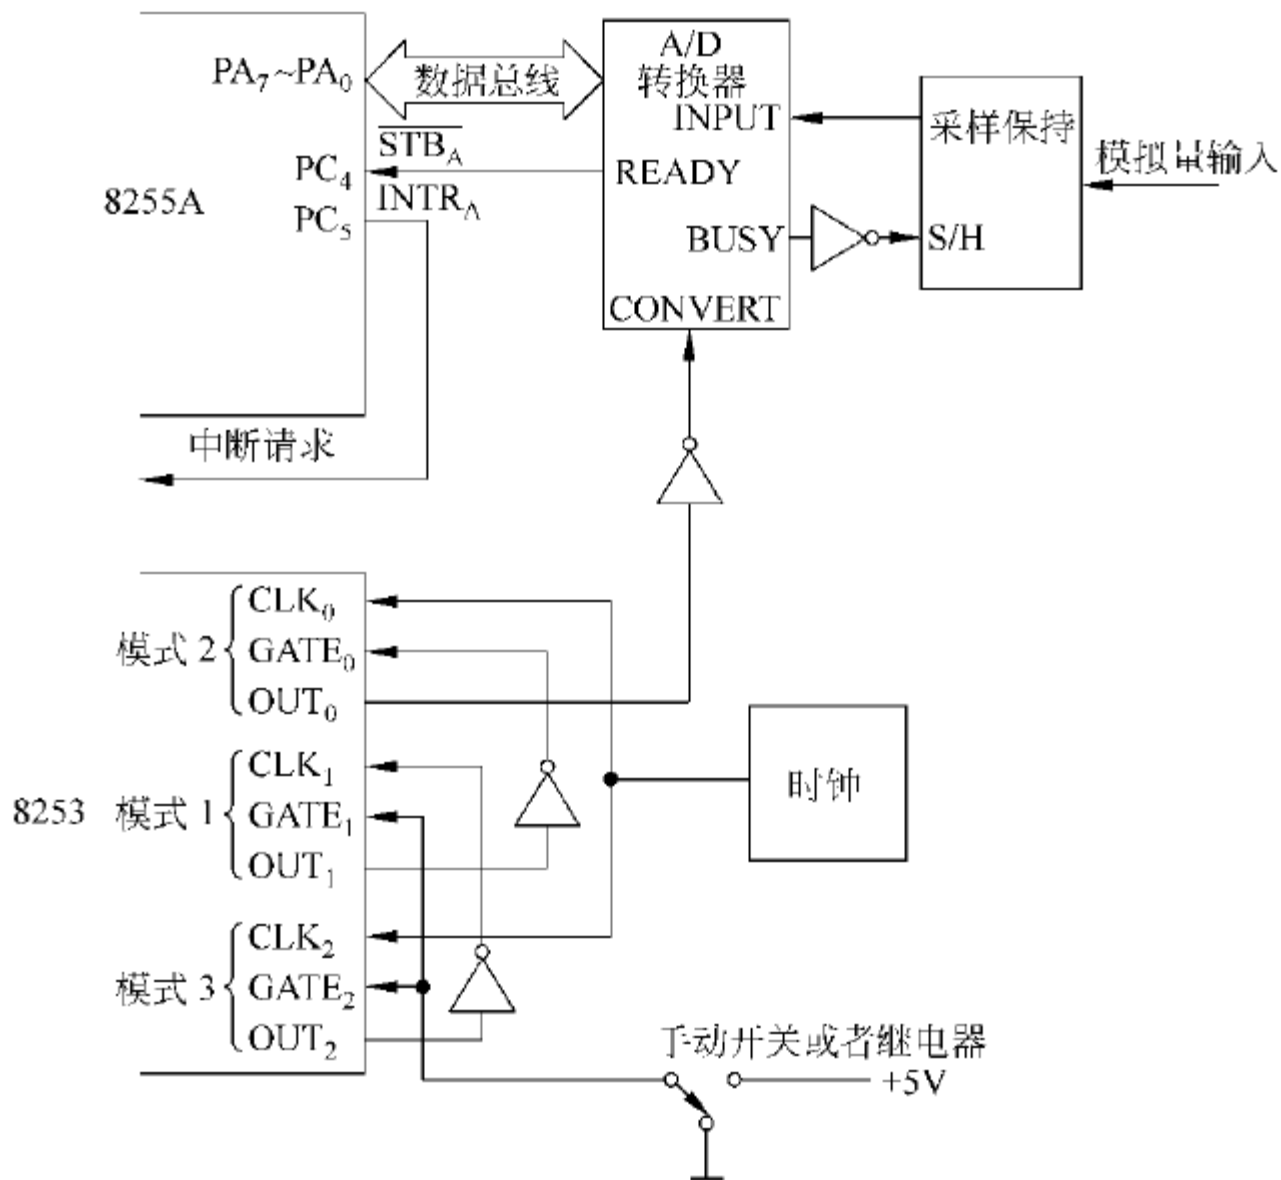 A/D
转换器
PA₇~PA₀
数据总线
INPUT
采样保持
模拟量输入
S̅T̅B̅_A̅
PC₄
READY
8255A
INTR_A
PC₅
BUSY
S/H
CONVERT
中断请求
CLK₀
模式 2
GATE₀
OUT₀
CLK₁
时钟
8253
模式 1
GATE₁
OUT₁
CLK₂
模式 3
GATE₂
OUT₂
手动开关或者继电器
+5V